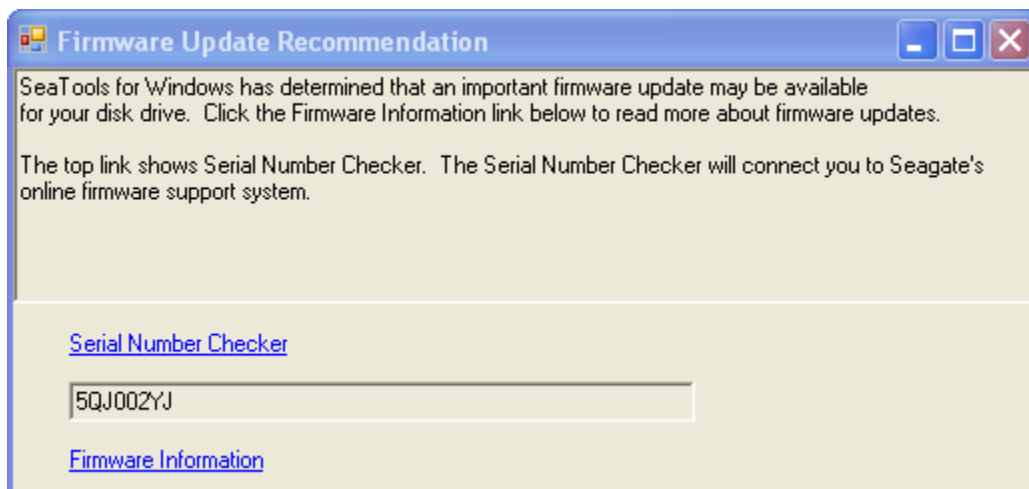 Firmware Update Recommendation
SeaTools for Windows has determined that an important firmware update may be available
for your disk drive.  Click the Firmware Information link below to read more about firmware updates.
The top link shows Serial Number Checker.  The Serial Number Checker will connect you to Seagate's
online firmware support system.
Serial Number Checker
5QJ002YJ
Firmware Information